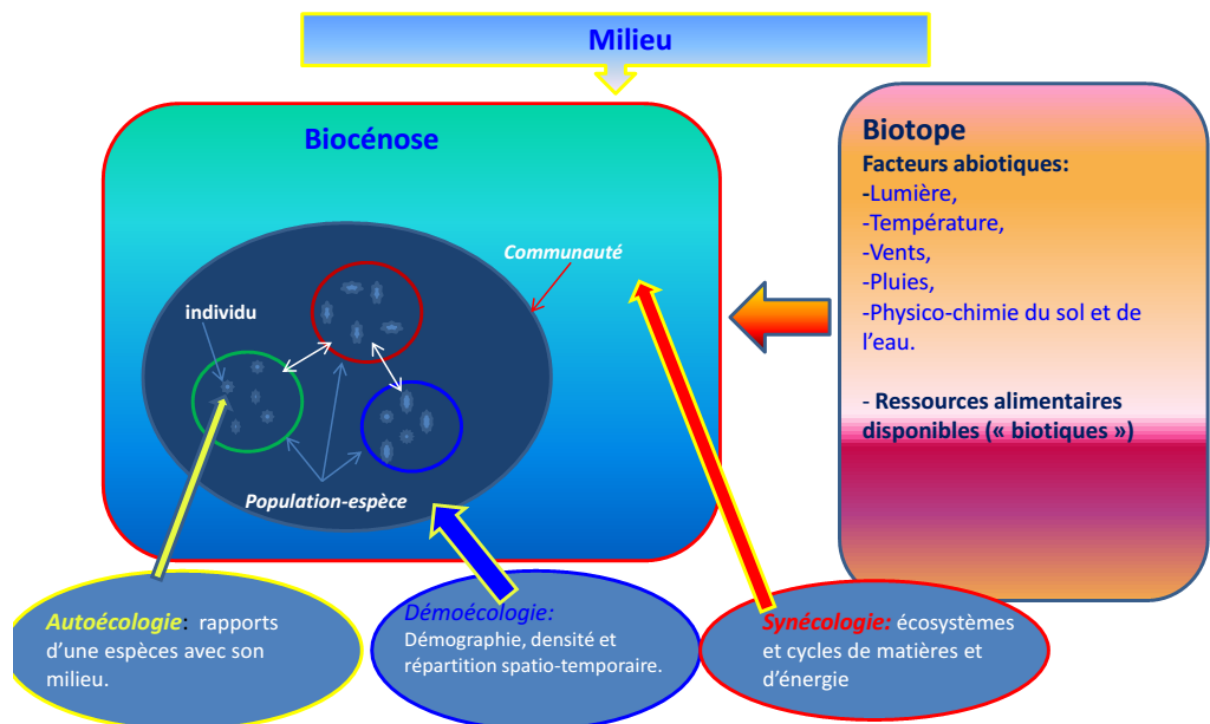 Milieu
Biocénose
Communauté
individu
Population-espèce
Biotope
Facteurs abiotiques:
-Lumière,
-Température,
-Vents,
-Pluies,
-Physico-chimie du sol et de
l'eau.
- Ressources alimentaires
disponibles (« biotiques »)
Autoécologie: rapports
d'une espèces avec son
milieu.
Démoécologie:
Démographie, densité et
répartition spatio-temporaire.
Synécologie: écosystèmes
et cycles de matières et
d'énergie